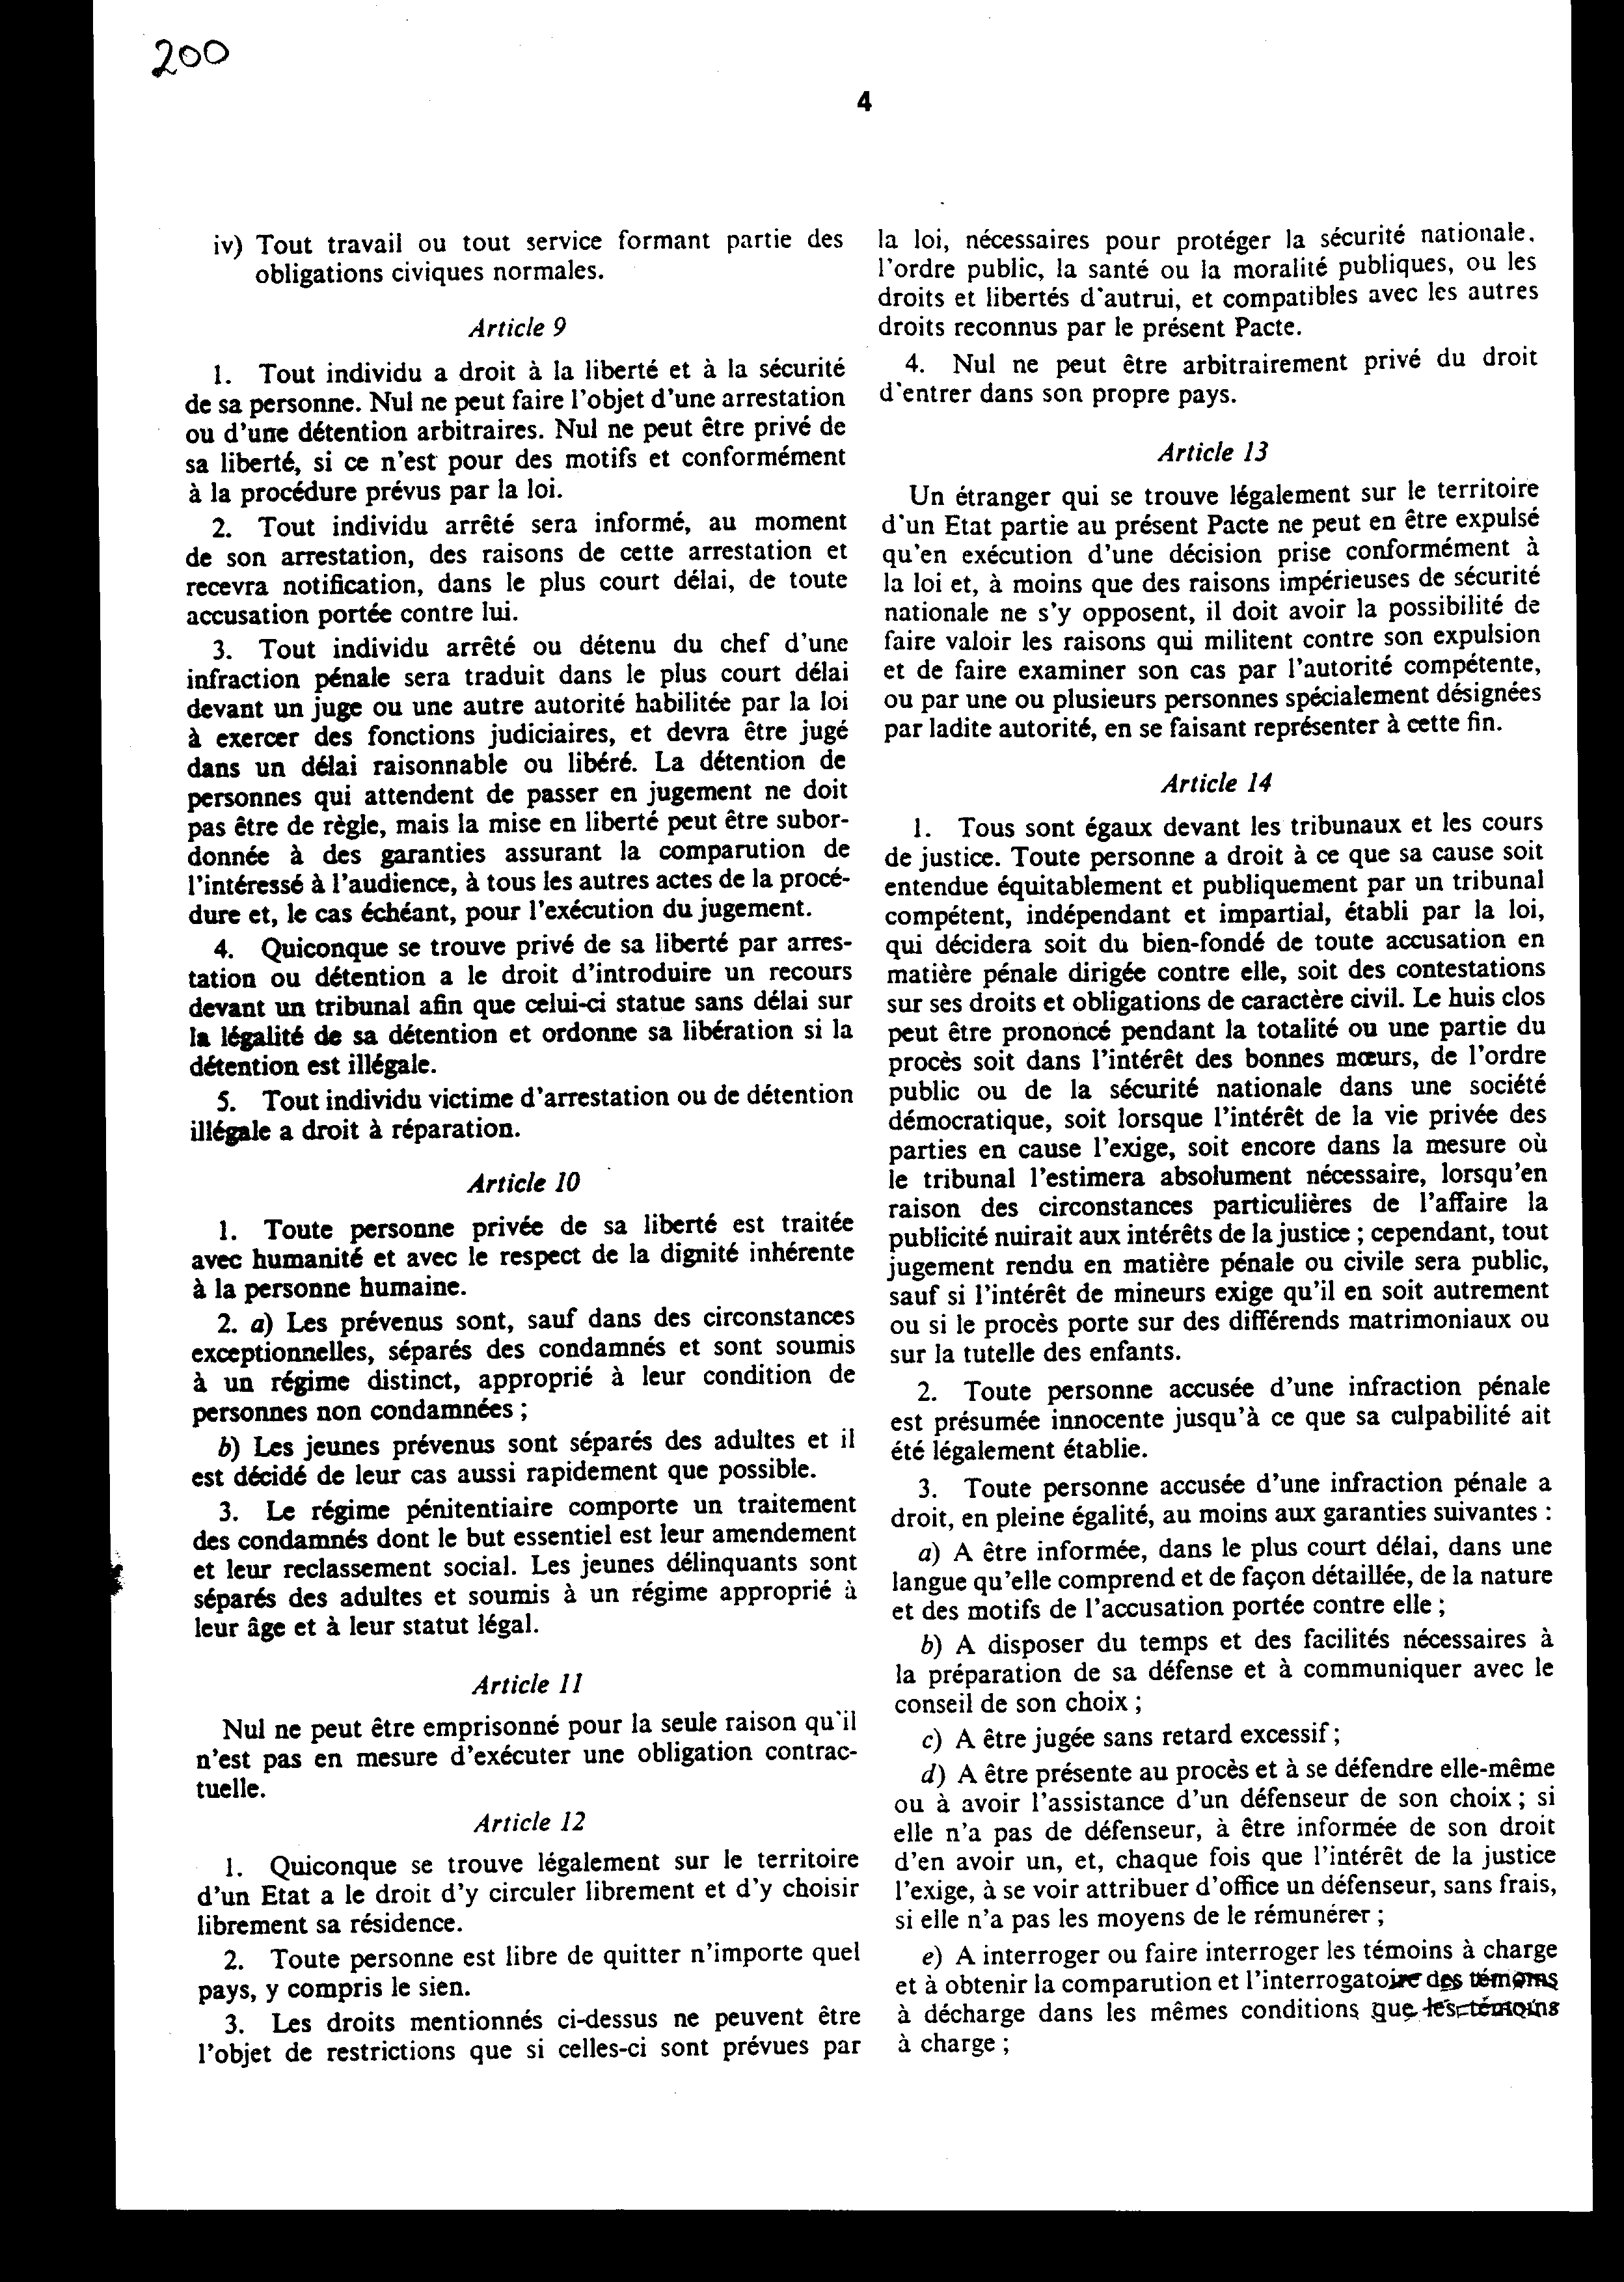 200
4
iv) Tout travail ou tout service formant partie des
obligations civiques normales.
Article 9
1. Tout individu a droit à la liberté et à la sécurité
de sa personne. Nul ne peut faire l'objet d'une arrestation
ou d'une détention arbitraires. Nul ne peut être privé de
sa liberté, si ce n'est pour des motifs et conformément
à la procédure prévus par la loi.
2. Tout individu arrêté sera informé, au moment
de son arrestation, des raisons de cette arrestation et
recevra notification, dans le plus court délai, de toute
accusation portée contre lui.
3. Tout individu arrêté ou détenu du chef d'une
infraction pénale sera traduit dans le plus court délai
devant un juge ou une autre autorité habilitée par la loi
à exercer des fonctions judiciaires, et devra être jugé
dans un délai raisonnable ou libéré. La détention de
personnes qui attendent de passer en jugement ne doit
pas être de règle, mais la mise en liberté peut être subor-
donnée à des garanties assurant la comparution de
l'intéressé à l'audience, à tous les autres actes de la procé-
dure et, le cas échéant, pour l'exécution du jugement.
4. Quiconque se trouve privé de sa liberté par arres-
tation ou détention a le droit d'introduire un recours
devant un tribunal afin que celui-ci statue sans délai sur
la légalité de sa détention et ordonne sa libération si la
détention est illégale.
5. Tout individu victime d'arrestation ou de détention
illégale a droit à réparation.
Article 10
1. Toute personne privée de sa liberté est traitée
avec humanité et avec le respect de la dignité inhérente
à la personne humaine.
2. a) Les prévenus sont, sauf dans des circonstances
exceptionnelles, séparés des condamnés et sont soumis
à un régime distinct, approprié à leur condition de
personnes non condamnées ;
b) Les jeunes prévenus sont séparés des adultes et il
est décidé de leur cas aussi rapidement que possible.
3. Le régime pénitentiaire comporte un traitement
des condamnés dont le but essentiel est leur amendement
et leur reclassement social. Les jeunes délinquants sont
séparés des adultes et soumis à un régime approprié à
leur âge et à leur statut légal.
Article 11
Nul ne peut être emprisonné pour la seule raison qu'il
n'est pas en mesure d'exécuter une obligation contrac-
tuelle.
Article 12
1. Quiconque se trouve légalement sur le territoire
d'un Etat a le droit d'y circuler librement et d'y choisir
librement sa résidence.
2. Toute personne est libre de quitter n'importe quel
pays, y compris le sien.
3. Les droits mentionnés ci-dessus ne peuvent être
l'objet de restrictions que si celles-ci sont prévues par
la loi, nécessaires pour protéger la sécurité nationale,
l'ordre public, la santé ou la moralité publiques, ou les
droits et libertés d'autrui, et compatibles avec les autres
droits reconnus par le présent Pacte.
4. Nul ne peut être arbitrairement privé du droit
d'entrer dans son propre pays.
Article 13
Un étranger qui se trouve légalement sur le territoire
d'un Etat partie au présent Pacte ne peut en être expulsé
qu'en exécution d'une décision prise conformément à
la loi et, à moins que des raisons impérieuses de sécurité
nationale ne s'y opposent, il doit avoir la possibilité de
faire valoir les raisons qui militent contre son expulsion
et de faire examiner son cas par l'autorité compétente,
ou par une ou plusieurs personnes spécialement désignées
par ladite autorité, en se faisant représenter à cette fin.
Article 14
1. Tous sont égaux devant les tribunaux et les cours
de justice. Toute personne a droit à ce que sa cause soit
entendue équitablement et publiquement par un tribunal
compétent, indépendant et impartial, établi par la loi,
qui décidera soit du bien-fondé de toute accusation en
matière pénale dirigée contre elle, soit des contestations
sur ses droits et obligations de caractère civil. Le huis clos
peut être prononcé pendant la totalité ou une partie du
procès soit dans l'intérêt des bonnes mœurs, de l'ordre
public ou de la sécurité nationale dans une société
démocratique, soit lorsque l'intérêt de la vie privée des
parties en cause l'exige, soit encore dans la mesure où
le tribunal l'estimera absolument nécessaire, lorsqu'en
raison des circonstances particulières de l'affaire la
publicité nuirait aux intérêts de la justice ; cependant, tout
jugement rendu en matière pénale ou civile sera public,
sauf si l'intérêt de mineurs exige qu'il en soit autrement
ou si le procès porte sur des différends matrimoniaux ou
sur la tutelle des enfants.
2. Toute personne accusée d'une infraction pénale
est présumée innocente jusqu'à ce que sa culpabilité ait
été légalement établie.
3. Toute personne accusée d'une infraction pénale a
droit, en pleine égalité, au moins aux garanties suivantes :
a) A être informée, dans le plus court délai, dans une
langue qu'elle comprend et de façon détaillée, de la nature
et des motifs de l'accusation portée contre elle ;
b) A disposer du temps et des facilités nécessaires à
la préparation de sa défense et à communiquer avec le
conseil de son choix ;
c) A être jugée sans retard excessif ;
d) A être présente au procès et à se défendre elle-même
ou à avoir l'assistance d'un défenseur de son choix ; si
elle n'a pas de défenseur, à être informée de son droit
d'en avoir un, et, chaque fois que l'intérêt de la justice
l'exige, à se voir attribuer d'office un défenseur, sans frais,
si elle n'a pas les moyens de le rémunérer ;
e) A interroger ou faire interroger les témoins à charge
et à obtenir la comparution et l'interrogatoire des témoins
à décharge dans les mêmes conditions que les témoins
à charge ;